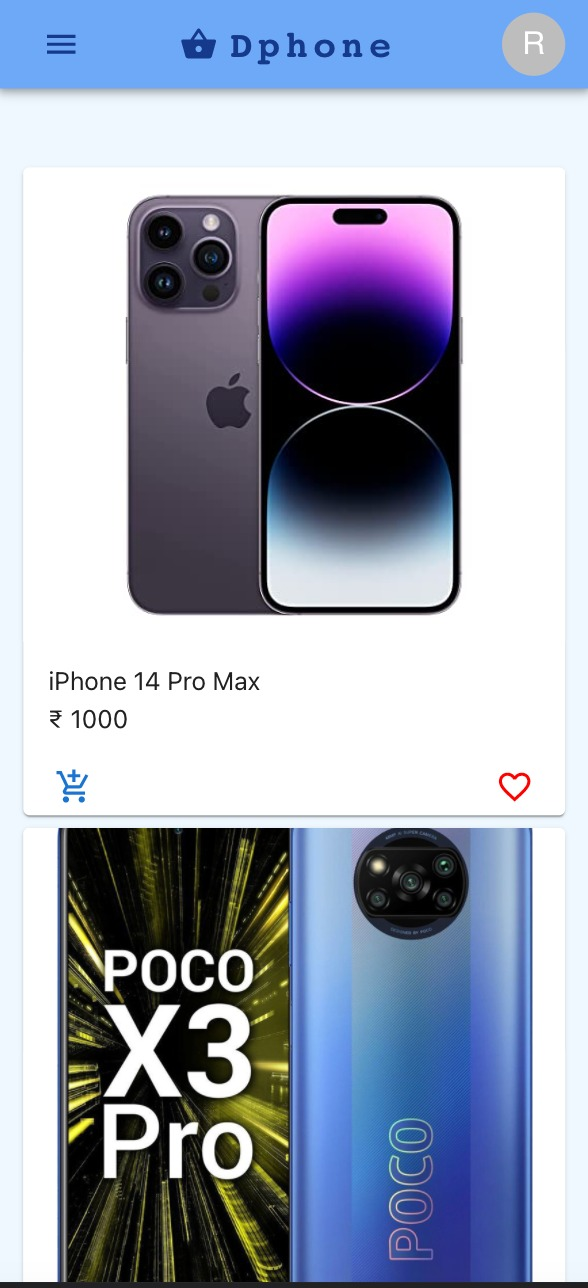 Dphone
R
iPhone 14 Pro Max
₹ 1000
POCO
X3
Pro
POCO